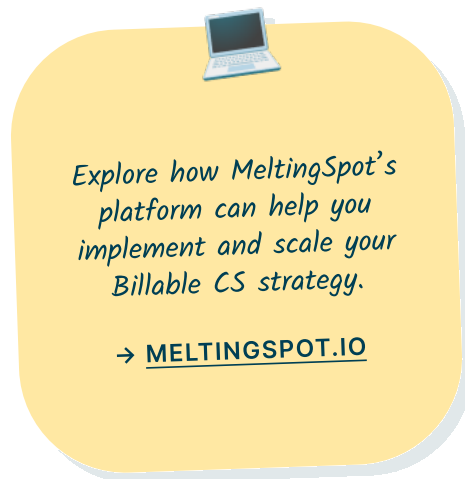 Explore how MeltingSpot's
platform can help you
implement and scale your
Billable CS strategy.
→ MELTINGSPOT.IO